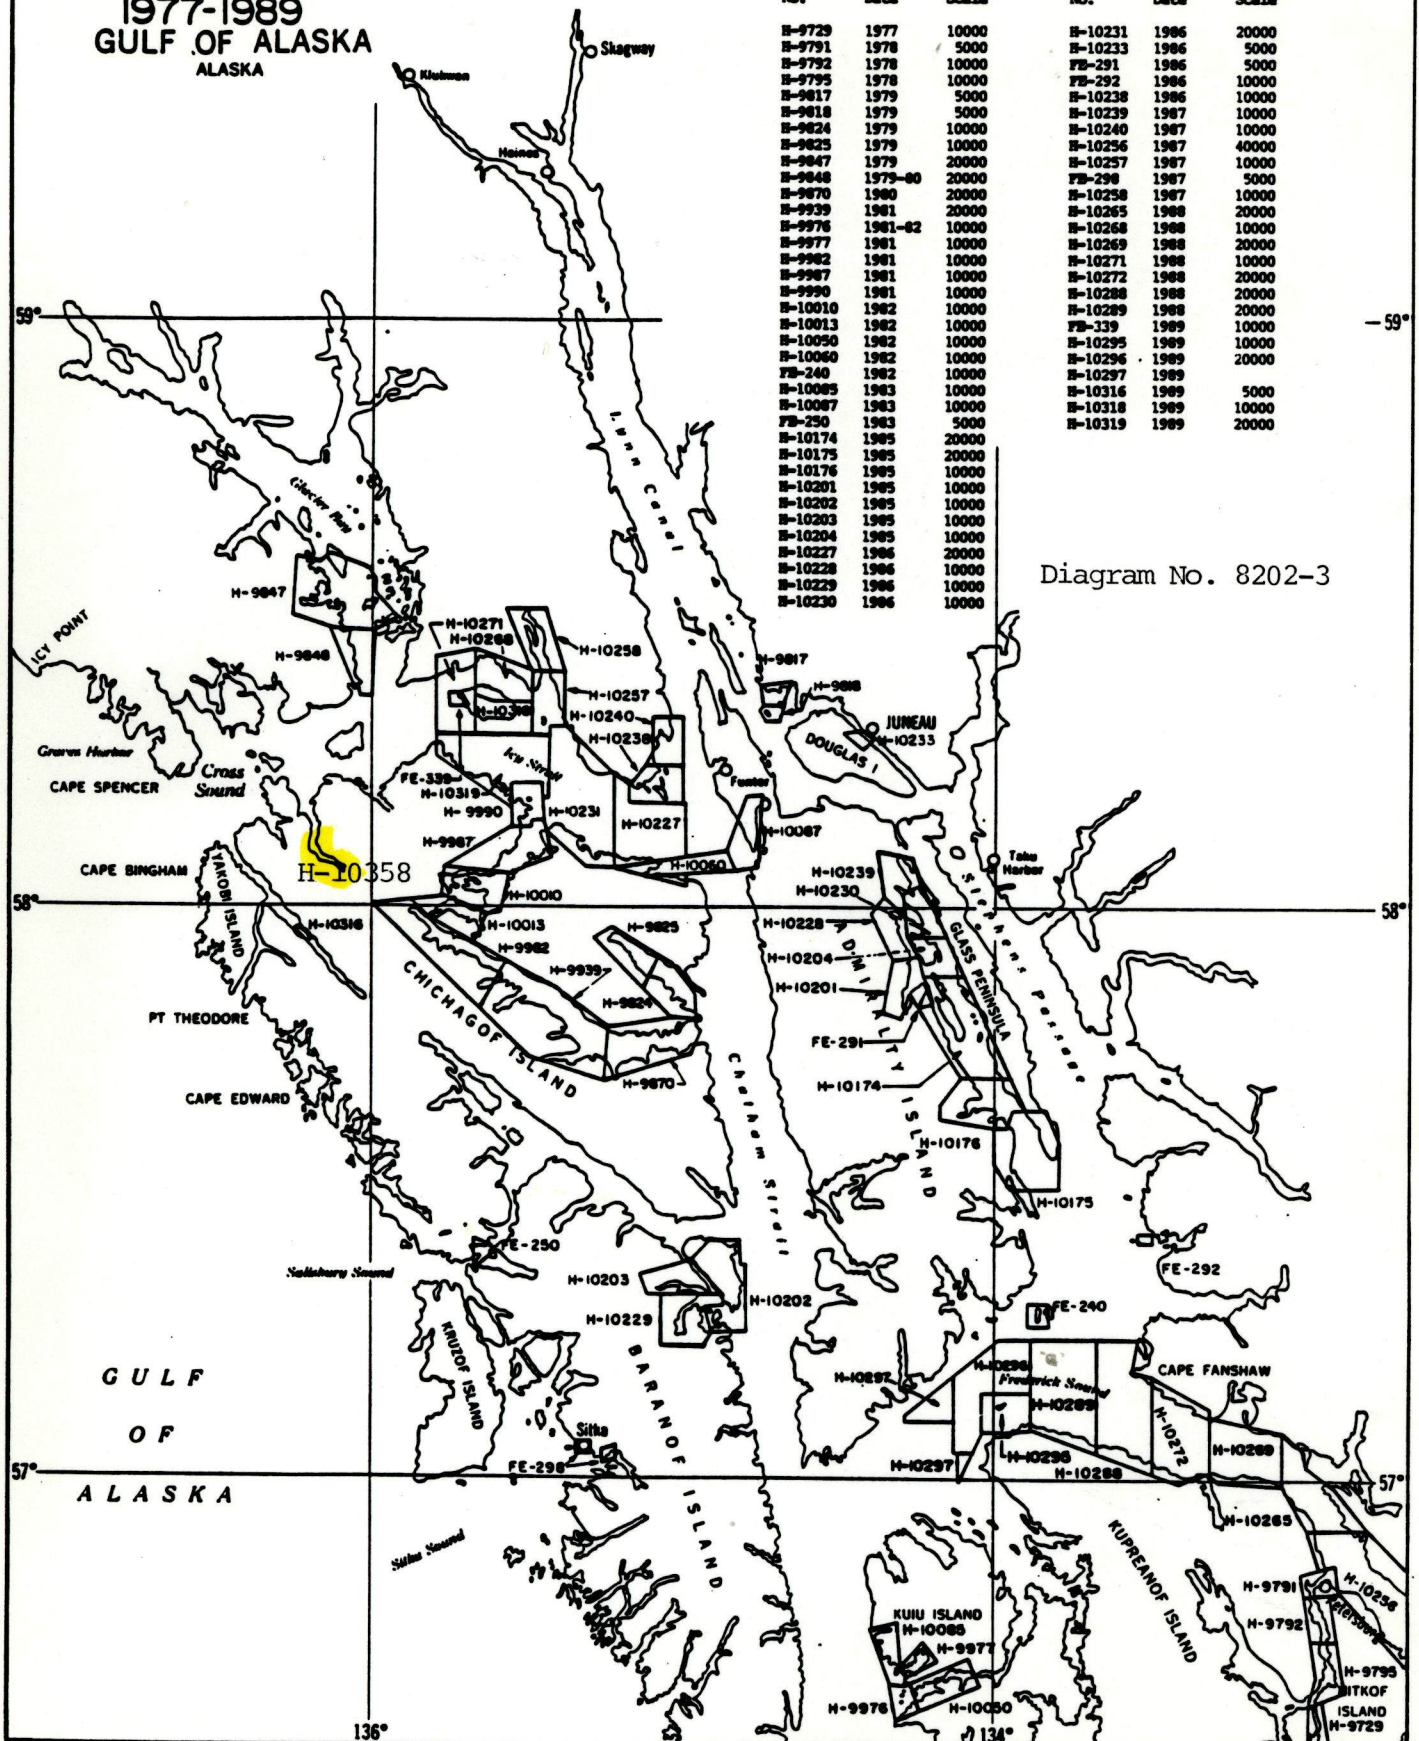 1977-1989
GULF OF ALASKA
ALASKA
H-9729 1977 10000
H-9791 1978 5000
H-9792 1978 10000
H-9795 1978 10000
H-9817 1979 5000
H-9818 1979 5000
H-9824 1979 10000
H-9825 1979 10000
H-9847 1979 20000
H-9848 1979-80 20000
H-9870 1980 20000
H-9939 1981 20000
H-9976 1981-82 10000
H-9977 1981 10000
H-9982 1981 10000
H-9987 1981 10000
H-9990 1981 10000
H-10010 1982 10000
H-10013 1982 10000
H-10050 1982 10000
H-10060 1982 10000
FE-240 1982 10000
H-10085 1983 10000
H-10087 1983 10000
FE-250 1983 5000
H-10174 1985 20000
H-10175 1985 20000
H-10176 1985 10000
H-10201 1985 10000
H-10202 1985 10000
H-10203 1985 10000
H-10204 1985 10000
H-10227 1986 20000
H-10228 1986 10000
H-10229 1986 10000
H-10230 1986 10000
H-10231 1986 20000
H-10233 1986 5000
FE-291 1986 5000
FE-292 1986 10000
H-10238 1986 10000
H-10239 1987 10000
H-10240 1987 10000
H-10256 1987 40000
H-10257 1987 10000
FE-298 1987 5000
H-10258 1987 10000
H-10265 1988 20000
H-10268 1988 10000
H-10269 1988 20000
H-10271 1988 10000
H-10272 1988 20000
H-10288 1988 20000
H-10289 1988 20000
FE-339 1989 10000
H-10295 1989 10000
H-10296 1989 20000
H-10297 1989
H-10316 1989 5000
H-10318 1989 10000
H-10319 1989 20000
Diagram No. 8202-3
Skagway
Klukwan
Haines
59°
59°
Lynn Canal
Glacier Bay
H-9847
H-9848
ICY POINT
H-10271
H-10268
H-10258
H-10257
H-10318
H-10240
H-10238
H-9817
H-9818
JUNEAU
H-10233
DOUGLAS I
Graves Harbor
CAPE SPENCER
Cross
Sound
Icy Strait
FE-339
H-10319
H-9990
H-10231
H-10227
Funter
H-9987
H-10087
H-10060
CAPE BINGHAM
YAKOBI ISLAND
H-10358
H-10010
H-10013
H-10316
58°
58°
H-9982
H-9939
H-9825
H-9824
H-9870
CHICHAGOF ISLAND
Taku
Harbor
H-10239
H-10230
H-10228
H-10204
H-10201
FE-291
H-10174
H-10176
H-10175
ADMIRALTY ISLAND
GLASS PENINSULA
Stephens Passage
PT THEODORE
CAPE EDWARD
Chatham Strait
FE-250
Salisbury Sound
H-10203
H-10229
H-10202
FE-292
FE-240
KRUZOF ISLAND
BARANOF ISLAND
H-10297
H-10296
Frederick Sound
H-10289
CAPE FANSHAW
H-10272
H-10269
GULF
OF
ALASKA
Sitka
FE-298
57°
57°
H-10297
H-10288
H-10265
Sitka Sound
KUPREANOF ISLAND
KUIU ISLAND
H-10085
H-9977
H-9976
H-10050
H-9791
H-10256
Petersburg
H-9792
H-9795
MITKOF
ISLAND
H-9729
136°
134°